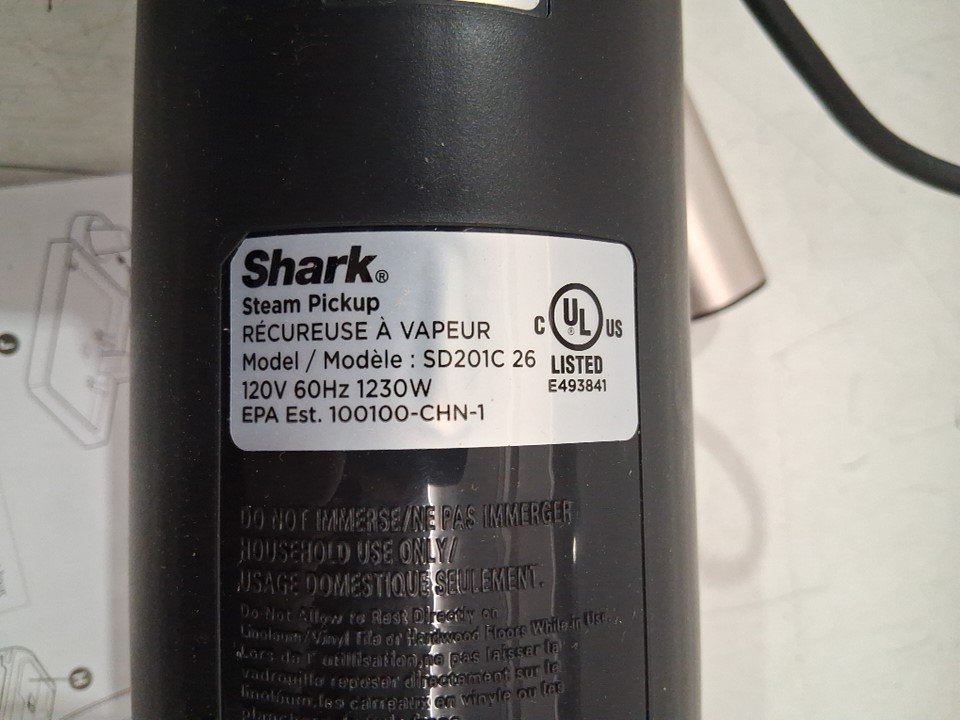 Shark®
Steam Pickup
RÉCUREUSE À VAPEUR
Model / Modèle : SD201C 26
120V 60Hz 1230W
EPA Est. 100100-CHN-1
C UL® US
LISTED
E493841
DO NOT IMMERSE/NE PAS IMMERGER
HOUSEHOLD USE ONLY/
USAGE DOMESTIQUE SEULEMENT.
Do Not Allow to Rest Directly on
Linoleum/Vinyl Tile or Hardwood Floors While in Use.
Lors de l'utilisation, ne pas laisser la
vadrouille reposer directement sur le
linoléum, les carreaux en vinyle ou les